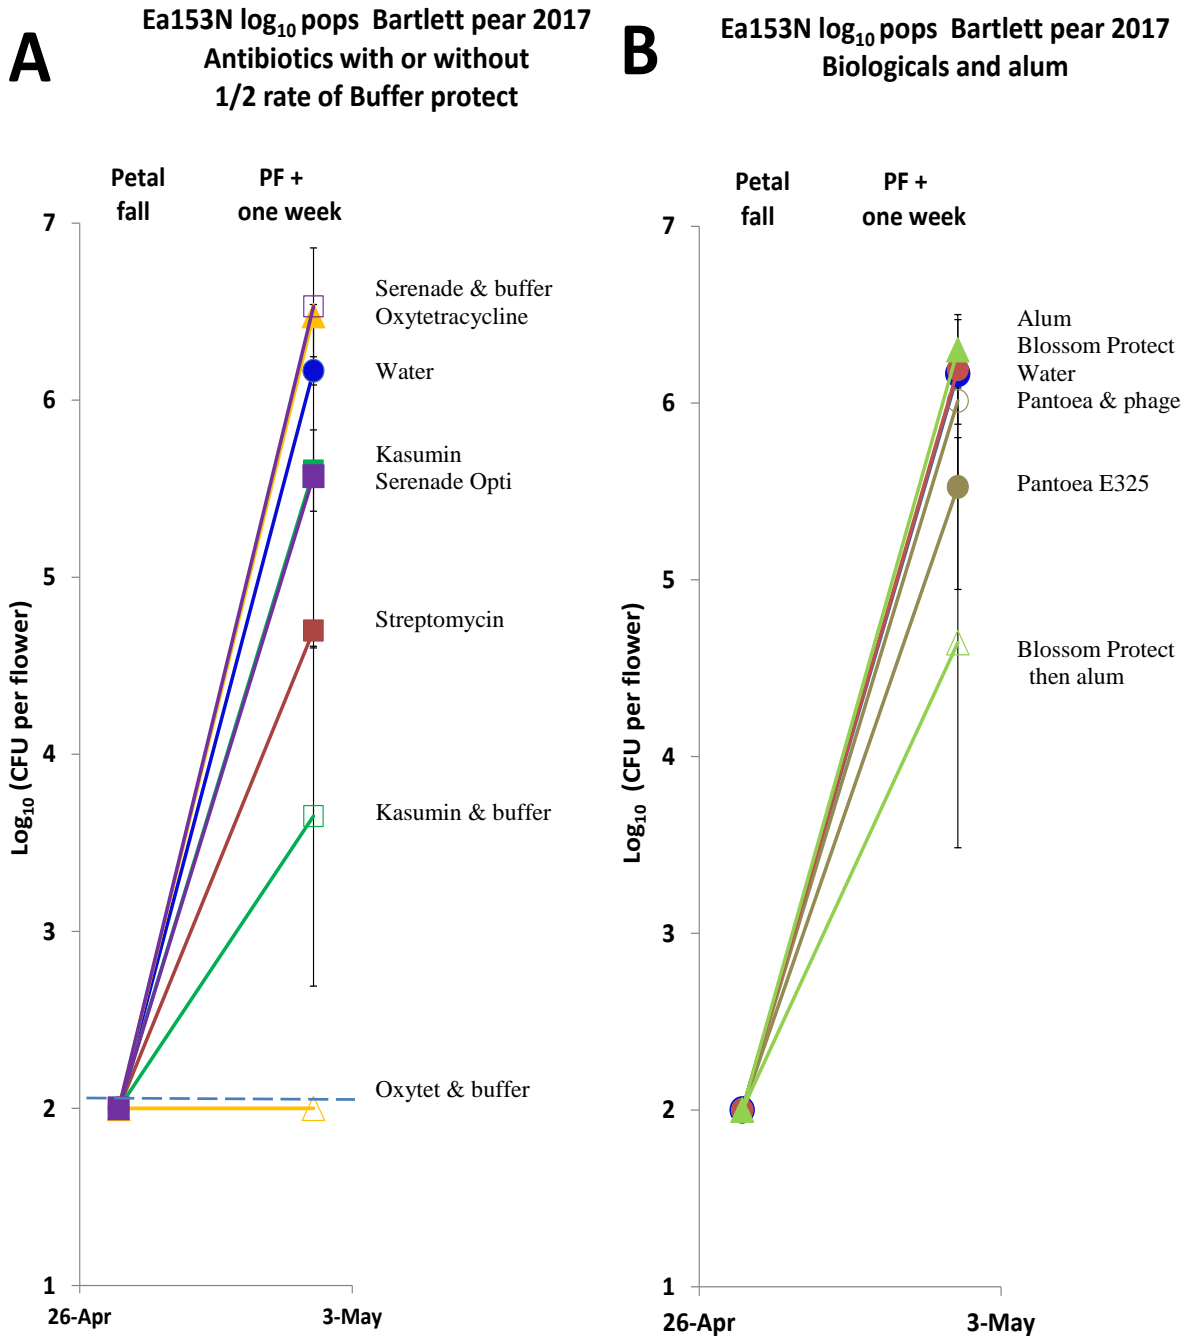 A
Ea153N log₁₀ pops Bartlett pear 2017
Antibiotics with or without
1/2 rate of Buffer protect
Petal
fall
PF +
one week
7
6
5
4
3
2
1
Log₁₀ (CFU per flower)
26-Apr
3-May
Serenade & buffer
Oxytetracycline
Water
Kasumin
Serenade Opti
Streptomycin
Kasumin & buffer
Oxytet & buffer
B
Ea153N log₁₀ pops Bartlett pear 2017
Biologicals and alum
Petal
fall
PF +
one week
7
6
5
4
3
2
1
Log₁₀ (CFU per flower)
26-Apr
3-May
Alum
Blossom Protect
Water
Pantoea & phage
Pantoea E325
Blossom Protect
then alum